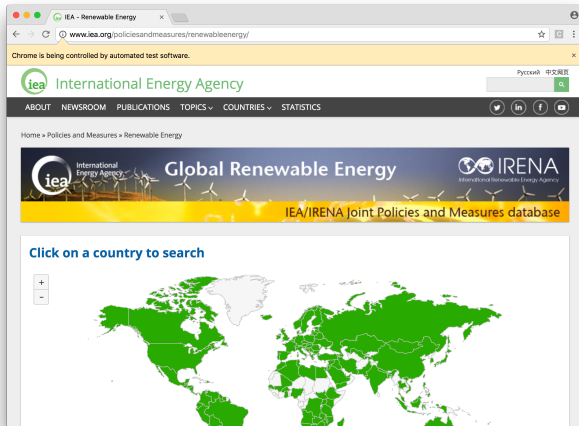 IEA - Renewable Energy
www.iea.org/policiesandmeasures/renewableenergy/
Chrome is being controlled by automated test software.
Русский 中文网页
iea International Energy Agency
ABOUT NEWSROOM PUBLICATIONS TOPICS COUNTRIES STATISTICS
Home » Policies and Measures » Renewable Energy
iea International Energy Agency
Global Renewable Energy
IRENA
International Renewable Energy Agency
IEA/IRENA Joint Policies and Measures database
Click on a country to search
+
-